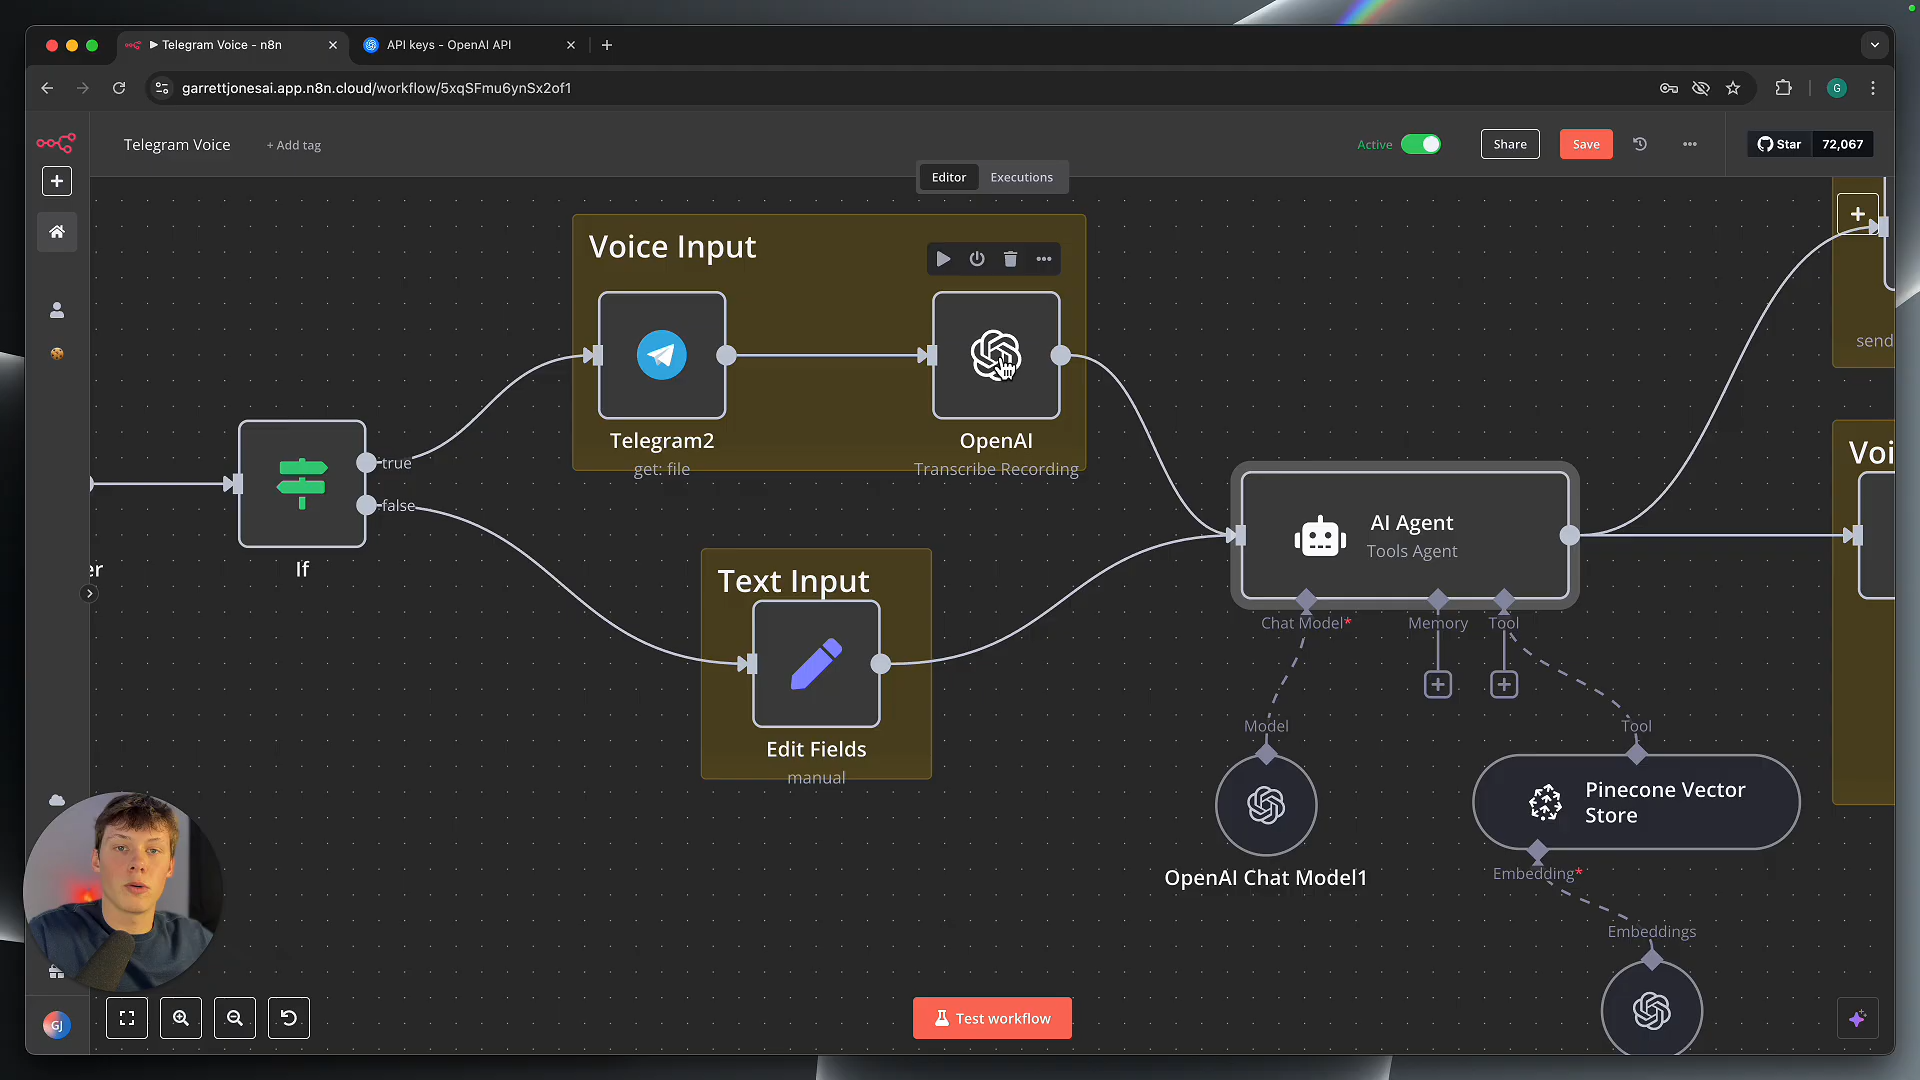 Telegram Voice - n8n
API keys - OpenAI API
garrettjonesai.app.n8n.cloud/workflow/5xqSFmu6ynSx2of1
G
Telegram Voice
+ Add tag
Active
Share
Save
Star
72,067
Editor
Executions
Voice Input
send
Telegram2
get: file
OpenAI
Transcribe Recording
true
false
Voi
er
If
AI Agent
Tools Agent
Text Input
Chat Model*
Memory
Tool
Edit Fields
manual
Model
Tool
Pinecone Vector
Store
OpenAI Chat Model1
Embedding*
Embeddings
GJ
Test workflow